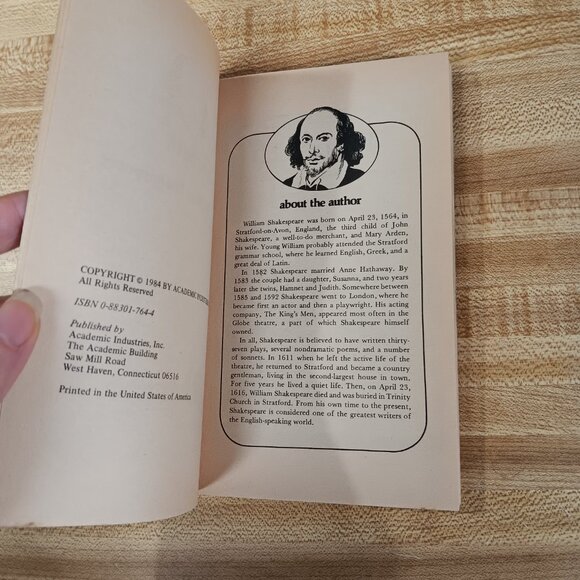 COPYRIGHT © 1984 BY ACADEMIC
All Rights Reserved
ISBN 0-88301-764-4
Published by
Academic Industries, Inc.
The Academic Building
Saw Mill Road
West Haven, Connecticut 06516
Printed in the United States of America
about the author
William Shakespeare was born on April 23, 1564, in
Stratford-on-Avon, England, the third child of John
Shakespeare, a well-to-do merchant, and Mary Arden,
his wife. Young William probably attended the Stratford
grammar school, where he learned English, Greek, and a
great deal of Latin.
In 1582 Shakespeare married Anne Hathaway. By
1583 the couple had a daughter, Susanna, and two years
later the twins, Hamnet and Judith. Somewhere between
1585 and 1592 Shakespeare went to London, where he
became first an actor and then a playwright. His acting
company, The King's Men, appeared most often in the
Globe theatre, a part of which Shakespeare himself
owned.
In all, Shakespeare is believed to have written thirty-
seven plays, several nondramatic poems, and a number
of sonnets. In 1611 when he left the active life of the
theatre, he returned to Stratford and became a country
gentleman, living in the second-largest house in town.
For five years he lived a quiet life. Then, on April 23,
1616, William Shakespeare died and was buried in Trinity
Church in Stratford. From his own time to the present,
Shakespeare is considered one of the greatest writers of
the English-speaking world.